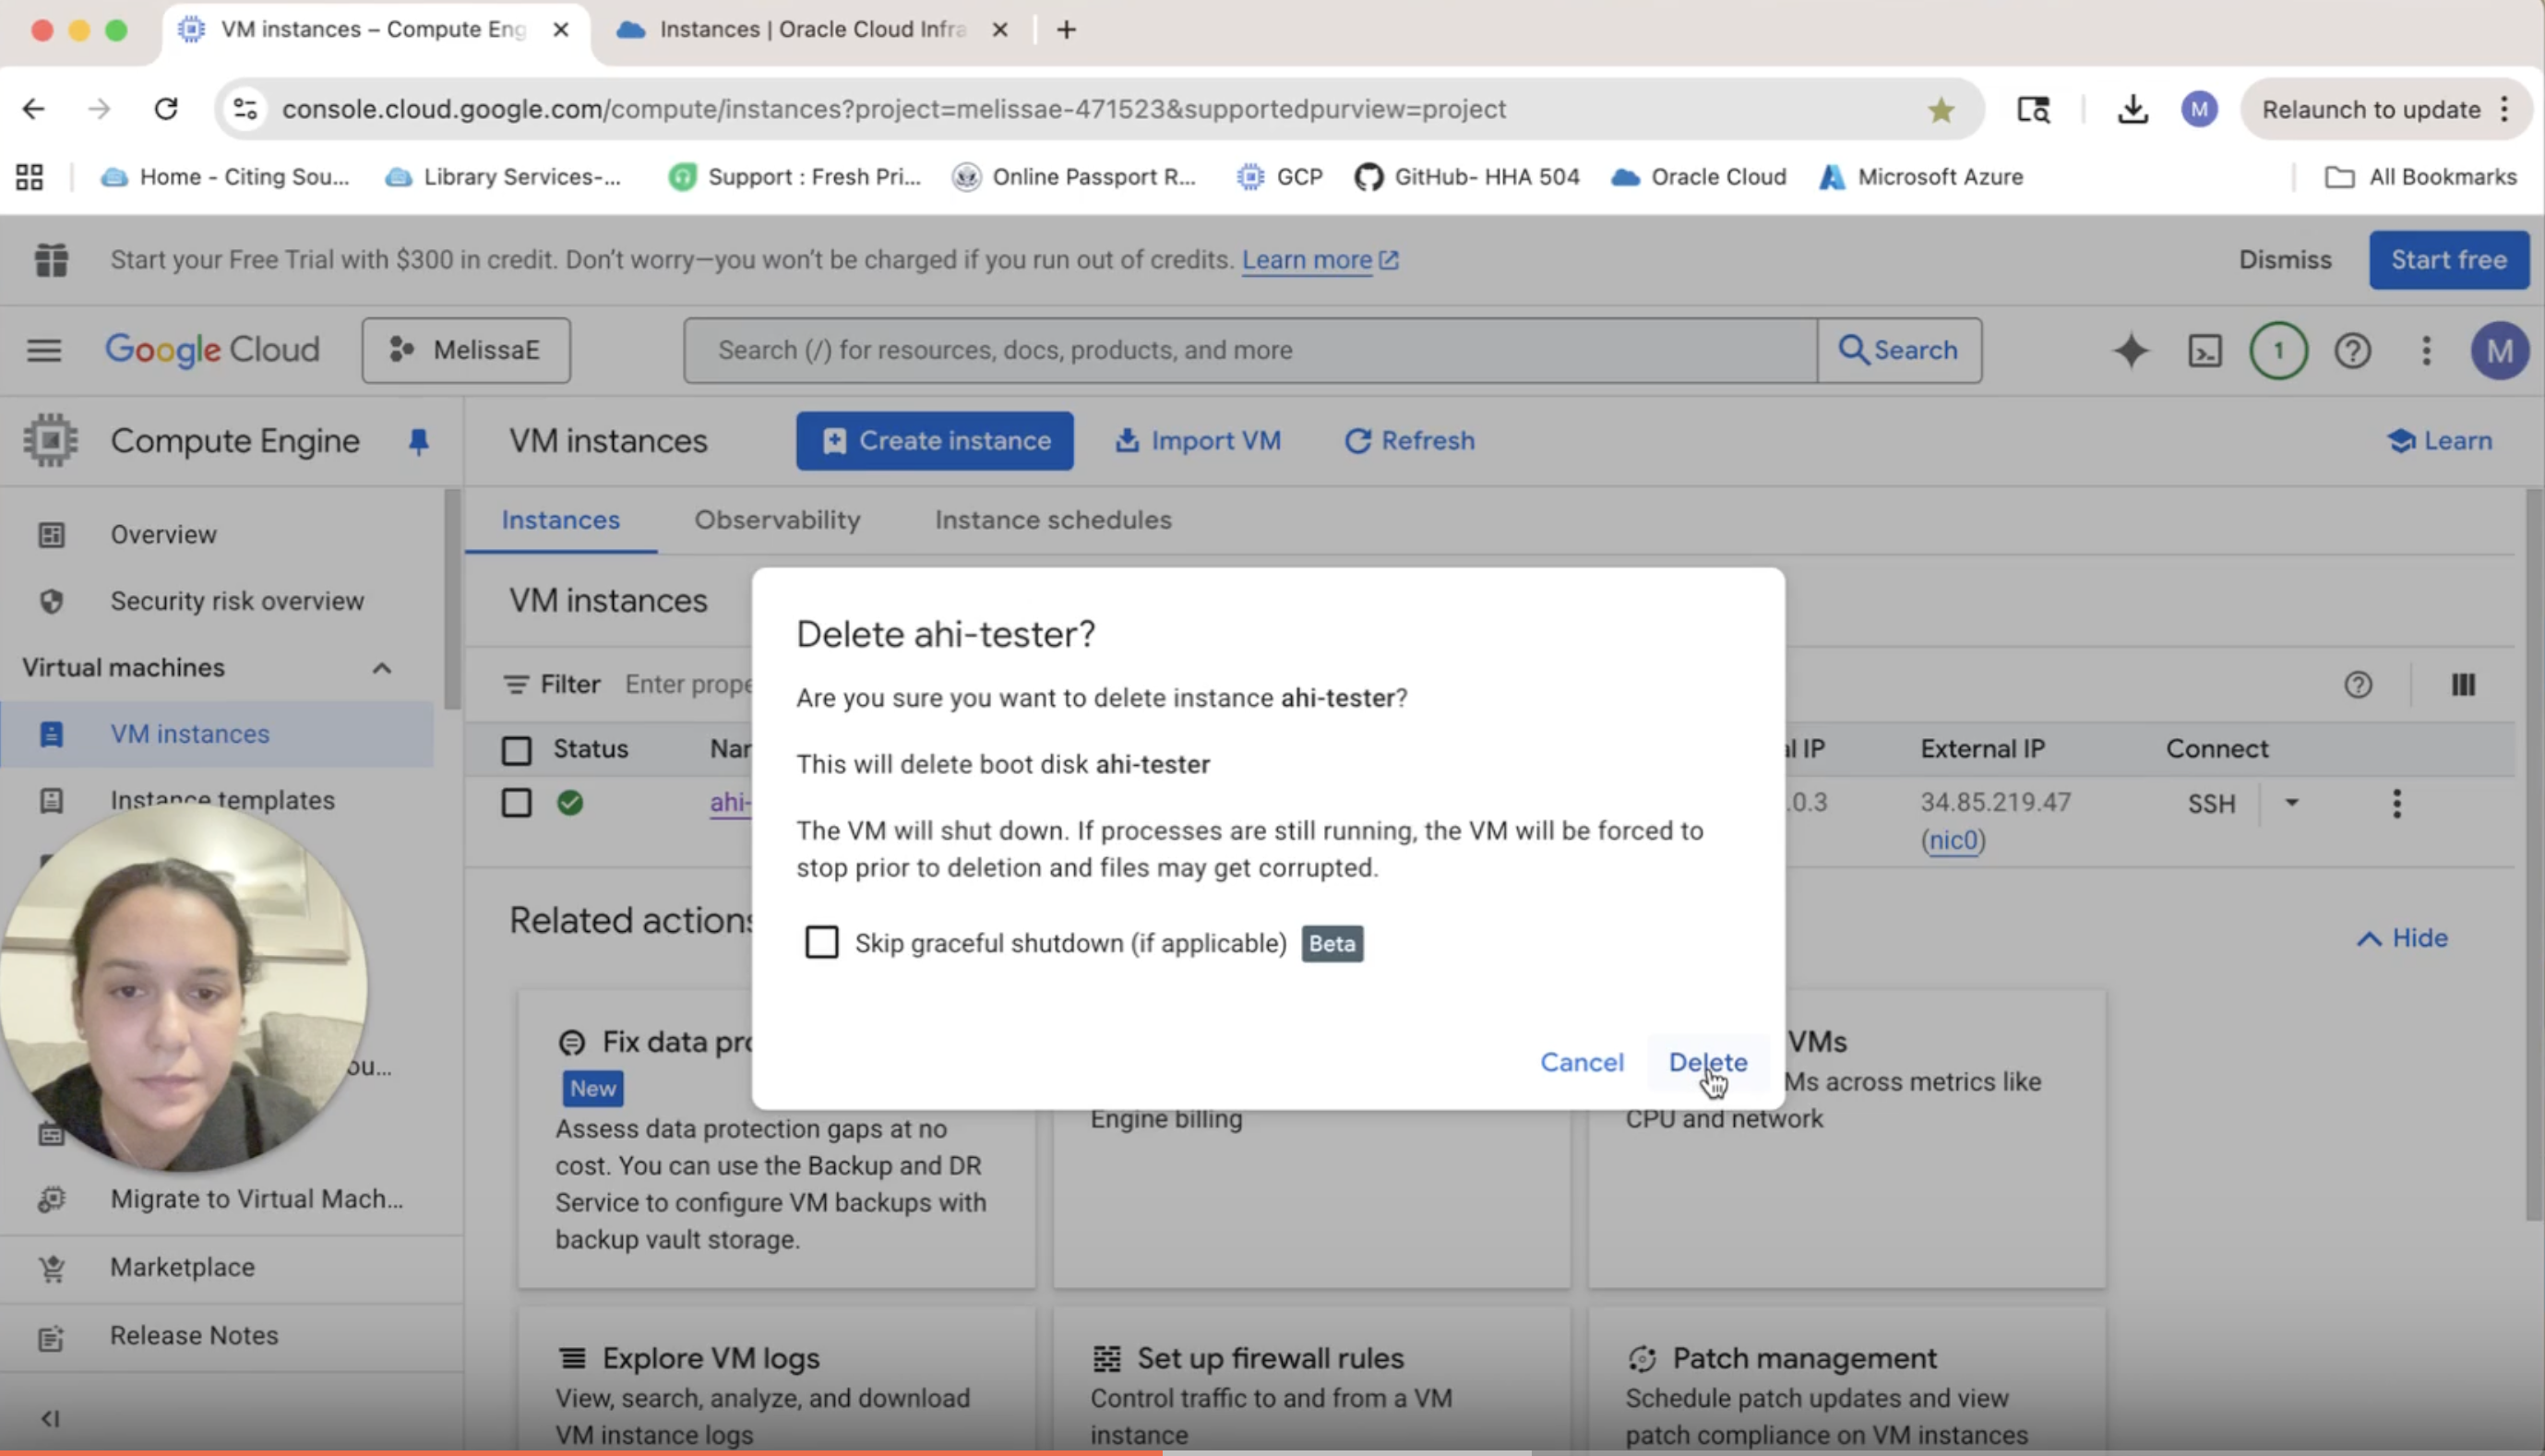 VM instances – Compute Eng
Instances | Oracle Cloud Infra
console.cloud.google.com/compute/instances?project=melissae-471523&supportedpurview=project
M
Relaunch to update
Home - Citing Sou...
Library Services-...
Support : Fresh Pri...
Online Passport R...
GCP
GitHub- HHA 504
Oracle Cloud
Microsoft Azure
All Bookmarks
Start your Free Trial with $300 in credit. Don’t worry—you won’t be charged if you run out of credits. Learn more
Dismiss
Start free
Google Cloud
MelissaE
Search (/) for resources, docs, products, and more
Search
1
M
Compute Engine
VM instances
Create instance
Import VM
Refresh
Learn
Overview
Security risk overview
Virtual machines
VM instances
Instance templates
ou...
Migrate to Virtual Mach...
Marketplace
Release Notes
Instances
Observability
Instance schedules
VM instances
Filter
Enter prope
Status
Nar
al IP
External IP
Connect
ahi-
.0.3
34.85.219.47
(nic0)
SSH
Delete ahi-tester?
Are you sure you want to delete instance ahi-tester?
This will delete boot disk ahi-tester
The VM will shut down. If processes are still running, the VM will be forced to
stop prior to deletion and files may get corrupted.
Skip graceful shutdown (if applicable)
Beta
Cancel
Delete
Related actions
Hide
Fix data pro
New
Assess data protection gaps at no
cost. You can use the Backup and DR
Service to configure VM backups with
backup vault storage.
Engine billing
VMs
Ms across metrics like
CPU and network
Explore VM logs
View, search, analyze, and download
VM instance logs
Set up firewall rules
Control traffic to and from a VM
instance
Patch management
Schedule patch updates and view
patch compliance on VM instances